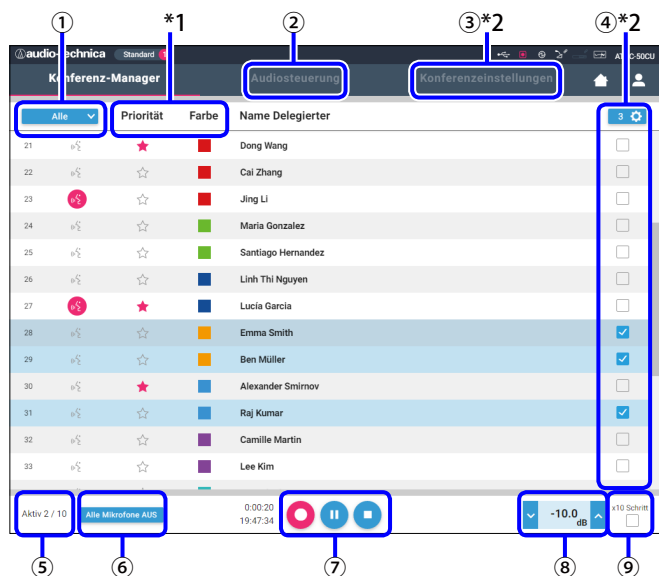 ① *1 ② ③*2 ④*2
audio-technica Standard ATUC-50CU
Konferenz-Manager Audiosteuerung Konferenzeinstellungen
Alle Priorität Farbe Name Delegierter 3
21 Dong Wang
22 Cai Zhang
23 Jing Li
24 Maria Gonzalez
25 Santiago Hernandez
26 Linh Thi Nguyen
27 Lucía Garcia
28 Emma Smith
29 Ben Müller
30 Alexander Smirnov
31 Raj Kumar
32 Camille Martin
33 Lee Kim
Aktiv 2 / 10 Alle Mikrofone AUS 0:00:20 -10.0 x10 Schritt
19:47:34 dB
⑤ ⑥ ⑦ ⑧ ⑨